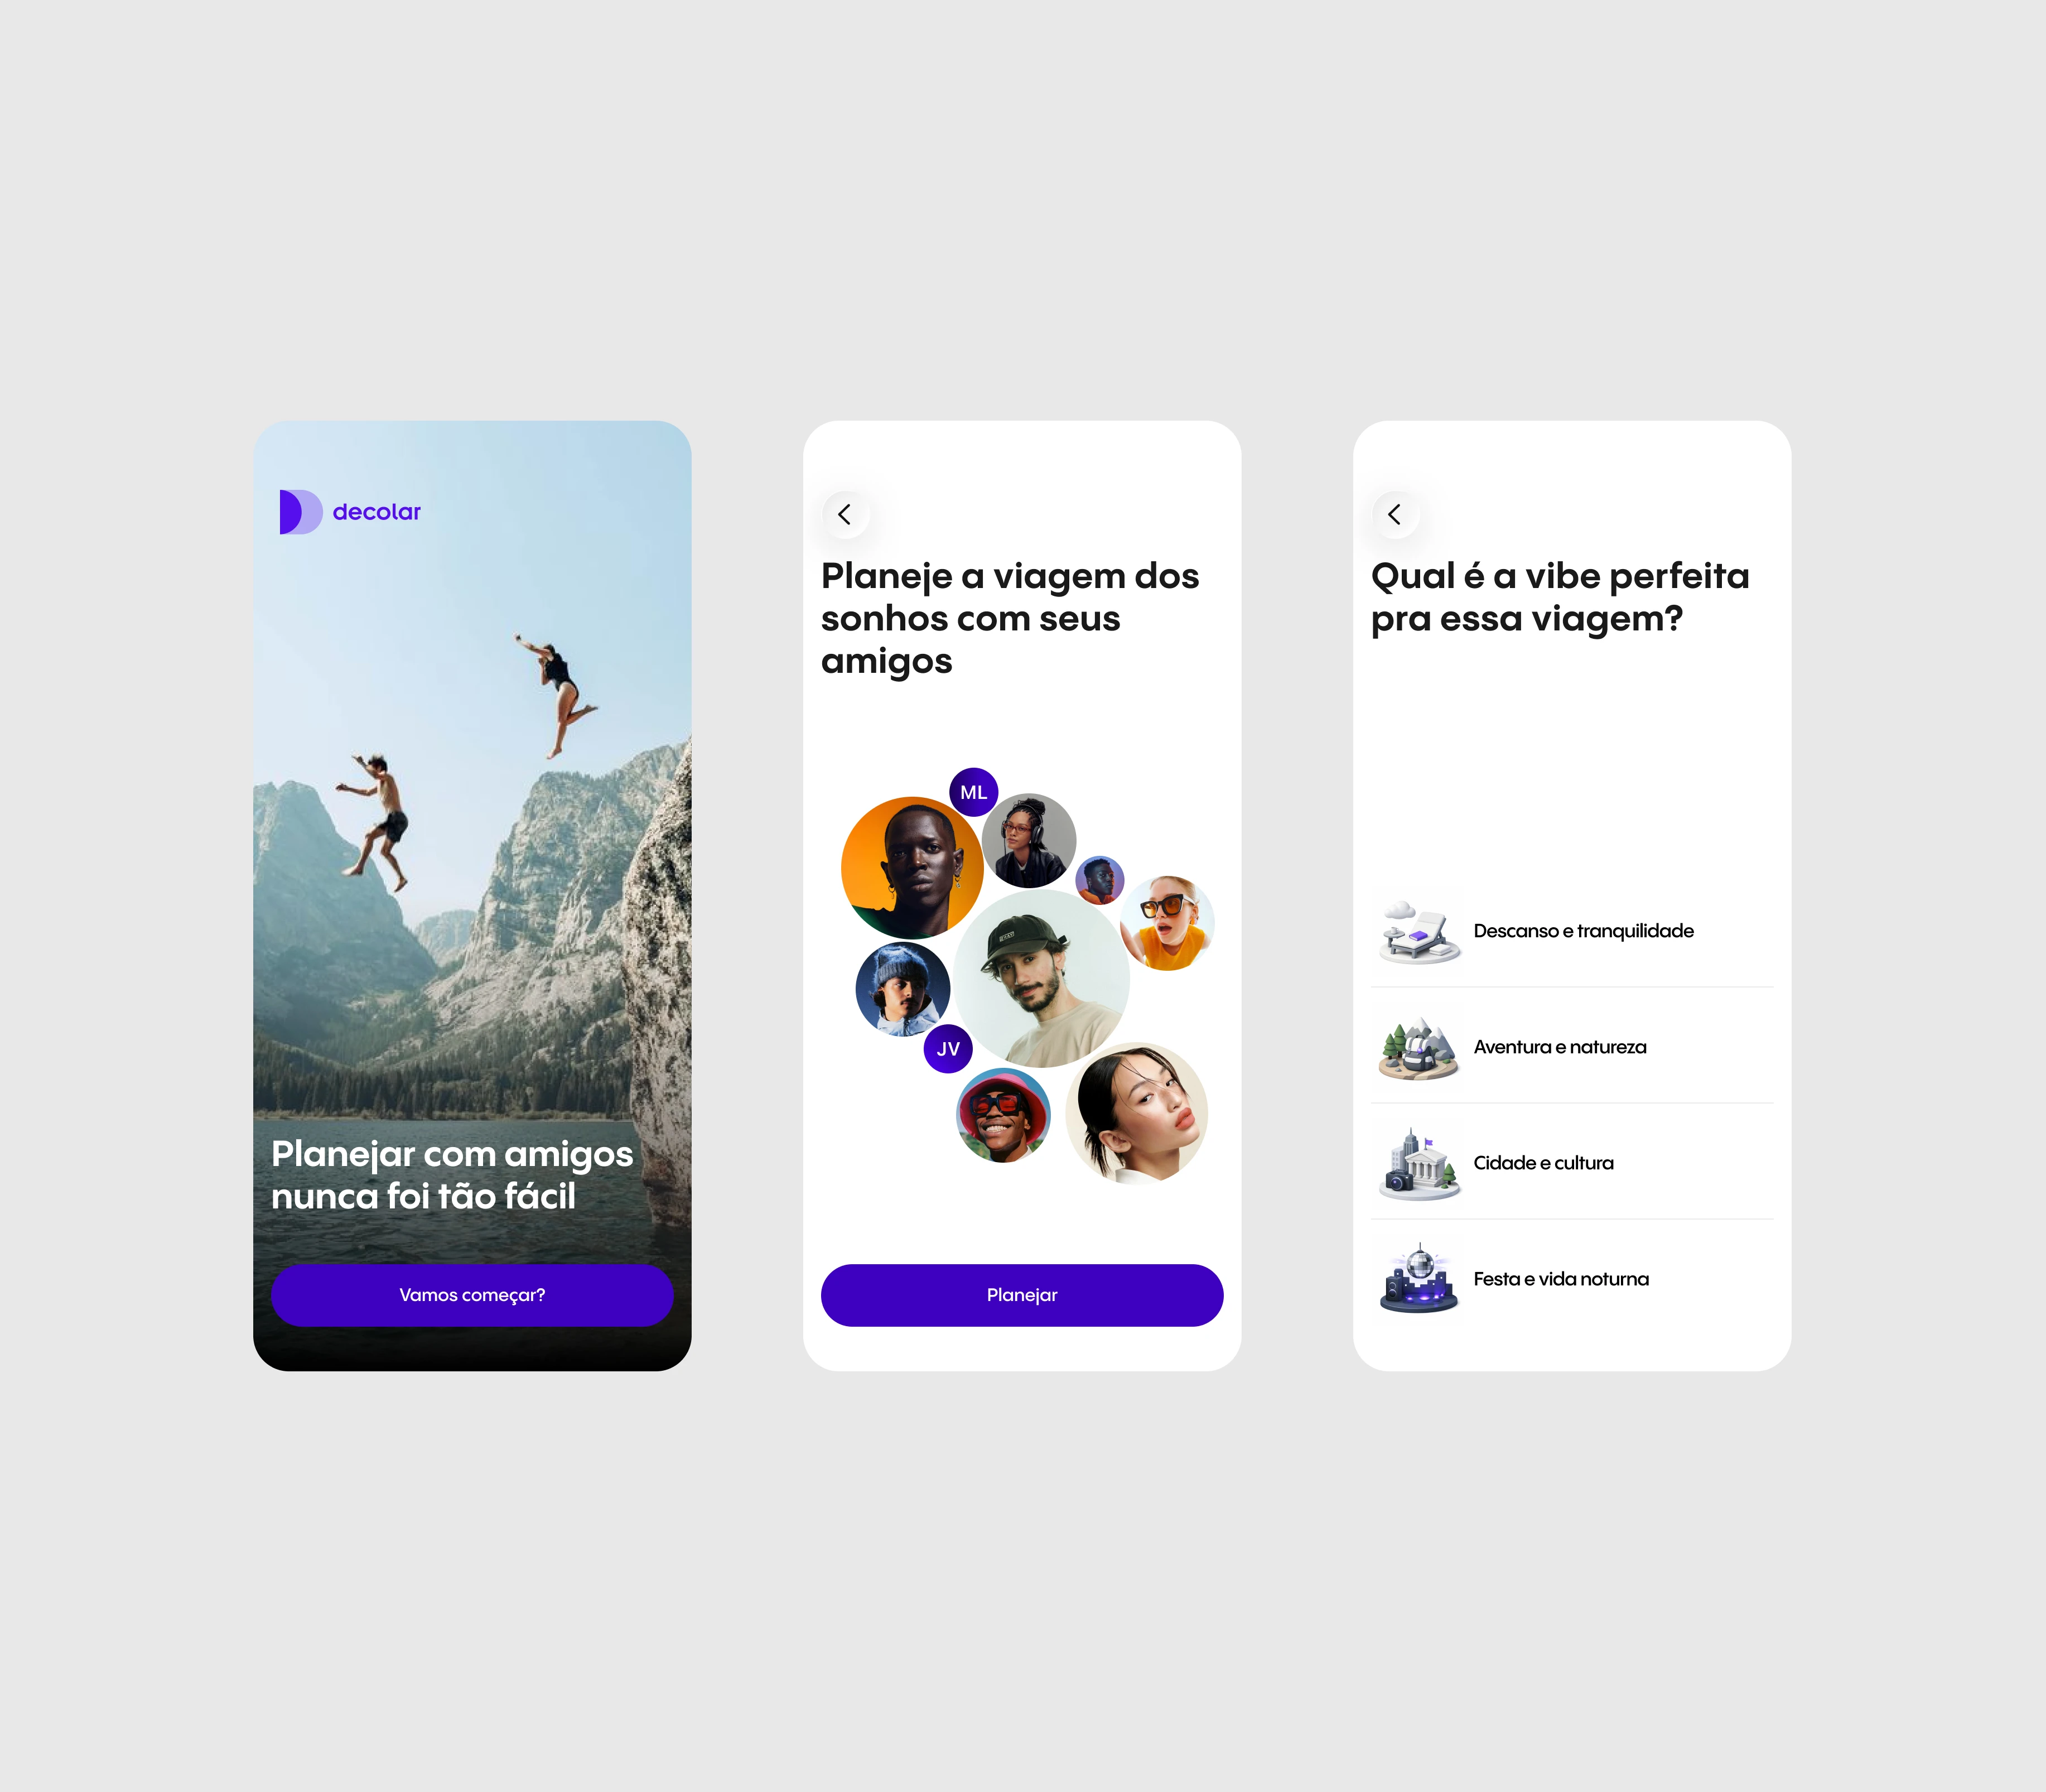 decolar
Planejar com amigos
nunca foi tão fácil
Vamos começar?
Planeje a viagem dos
sonhos com seus
amigos
ML
JV
Planejar
Qual é a vibe perfeita
pra essa viagem?
Descanso e tranquilidade
Aventura e natureza
Cidade e cultura
Festa e vida noturna